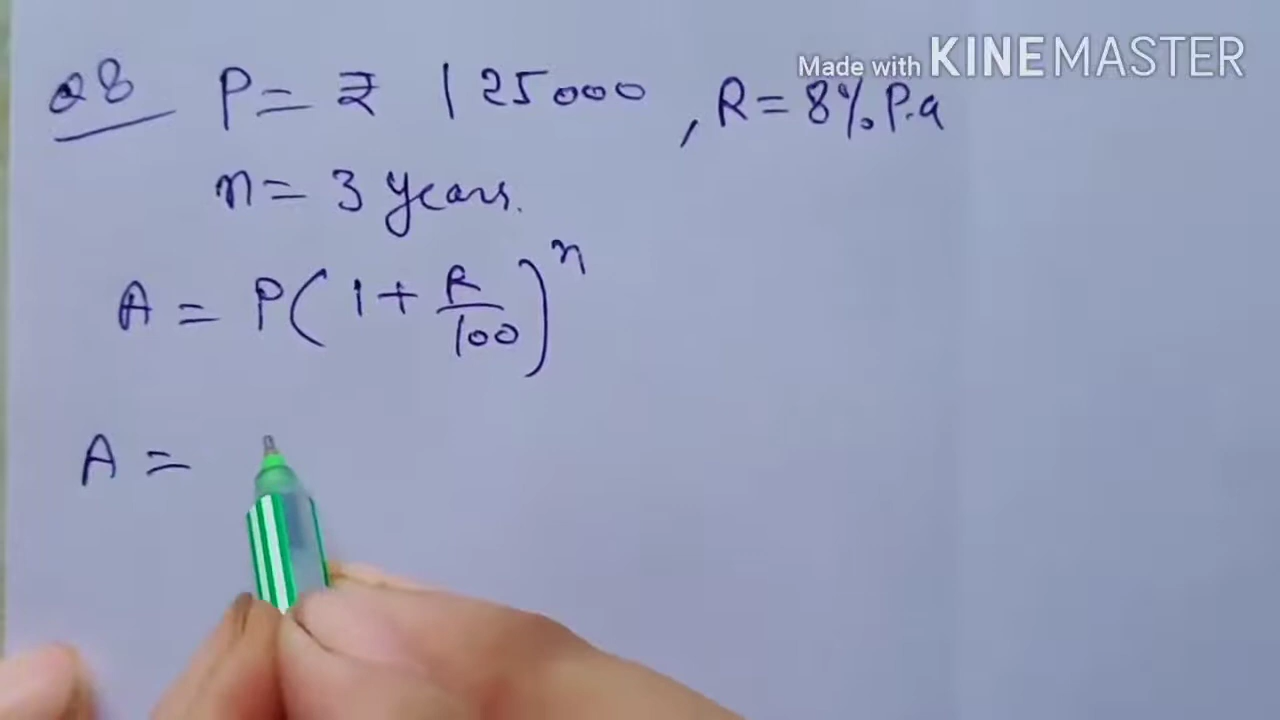 Made with KINEMASTER
Q8 P = ₹ 125000, R = 8% P.a
n = 3 years.
A = P(1 + R/100)^n
A =